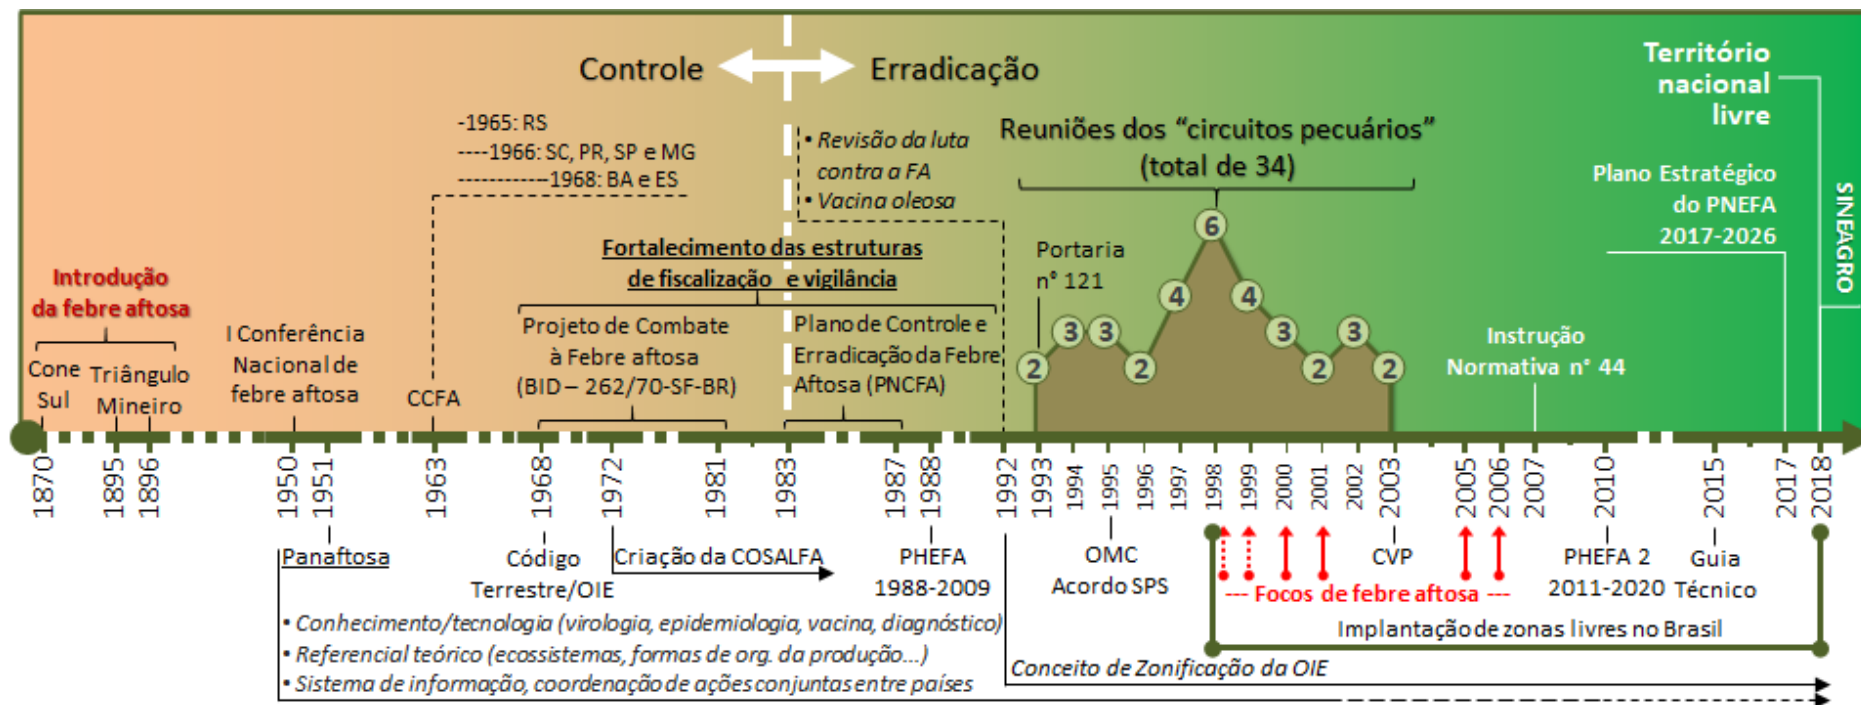 Controle
Erradicação
Território
nacional
livre
-1965: RS
----1966: SC, PR, SP e MG
------------1968: BA e ES
• Revisão da luta
contra a FA
• Vacina oleosa
Reuniões dos “circuitos pecuários”
(total de 34)
Plano Estratégico
do PNEFA
2017-2026
SINEAGRO
Introdução
da febre aftosa
Cone
Sul
Triângulo
Mineiro
I Conferência
Nacional de
febre aftosa
CCFA
Fortalecimento das estruturas
de fiscalização e vigilância
Projeto de Combate
à Febre aftosa
(BID – 262/70-SF-BR)
Plano de Controle e
Erradicação da Febre
Aftosa (PNCFA)
Portaria
n° 121
2
3
3
2
4
6
4
3
2
3
2
Instrução
Normativa n° 44
1870
1895
1896
1950
1951
1963
1968
1972
1981
1983
1987
1988
1992
1993
1994
1995
1996
1997
1998
1999
2000
2001
2002
2003
2005
2006
2007
2010
2015
2017
2018
Panaftosa
Código
Terrestre/OIE
Criação da COSALFA
PHEFA
1988-2009
OMC
Acordo SPS
CVP
PHEFA 2
2011-2020
Guia
Técnico
--- Focos de febre aftosa ---
Implantação de zonas livres no Brasil
• Conhecimento/tecnologia (virologia, epidemiologia, vacina, diagnóstico)
• Referencial teórico (ecossistemas, formas de org. da produção...)
• Sistema de informação, coordenação de ações conjuntas entre países
Conceito de Zonificação da OIE